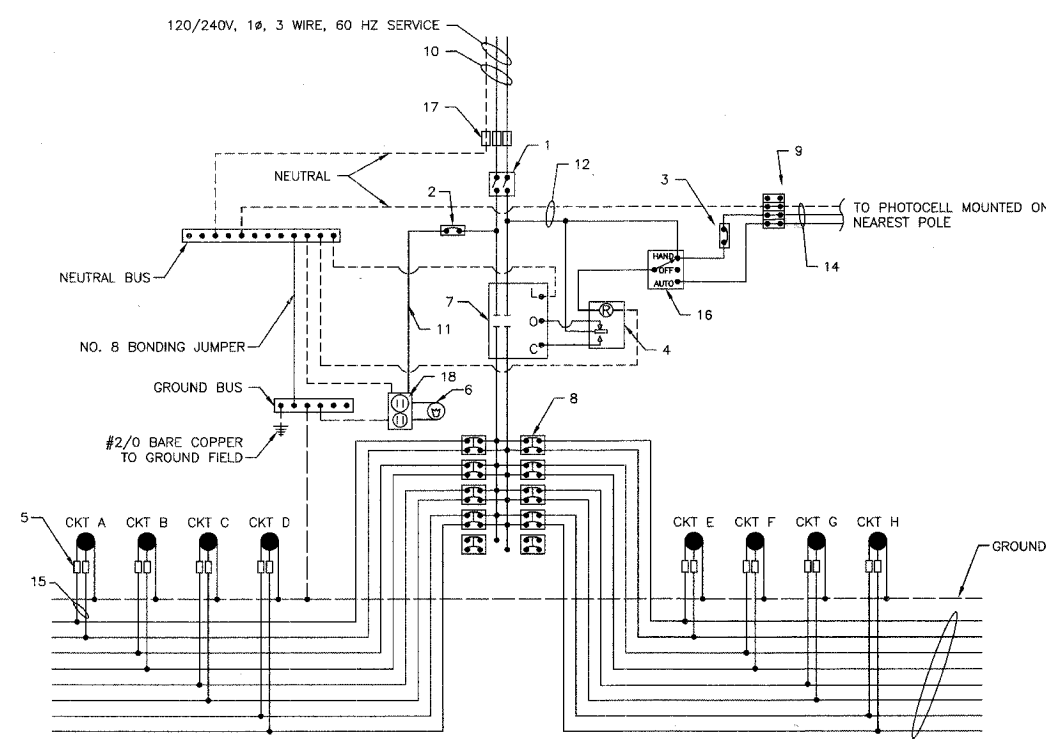 120/240V, 1Ø, 3 WIRE, 60 HZ SERVICE
10
17
1
12
9
NEUTRAL
2
3
TO PHOTOCELL MOUNTED ON
NEAREST POLE
HAND
OFF
AUTO
14
NEUTRAL BUS
L
7
O
R
16
11
C
4
NO. 8 BONDING JUMPER
GROUND BUS
18
6
8
#2/0 BARE COPPER
TO GROUND FIELD
5
CKT A
CKT B
CKT C
CKT D
CKT E
CKT F
CKT G
CKT H
GROUND
15